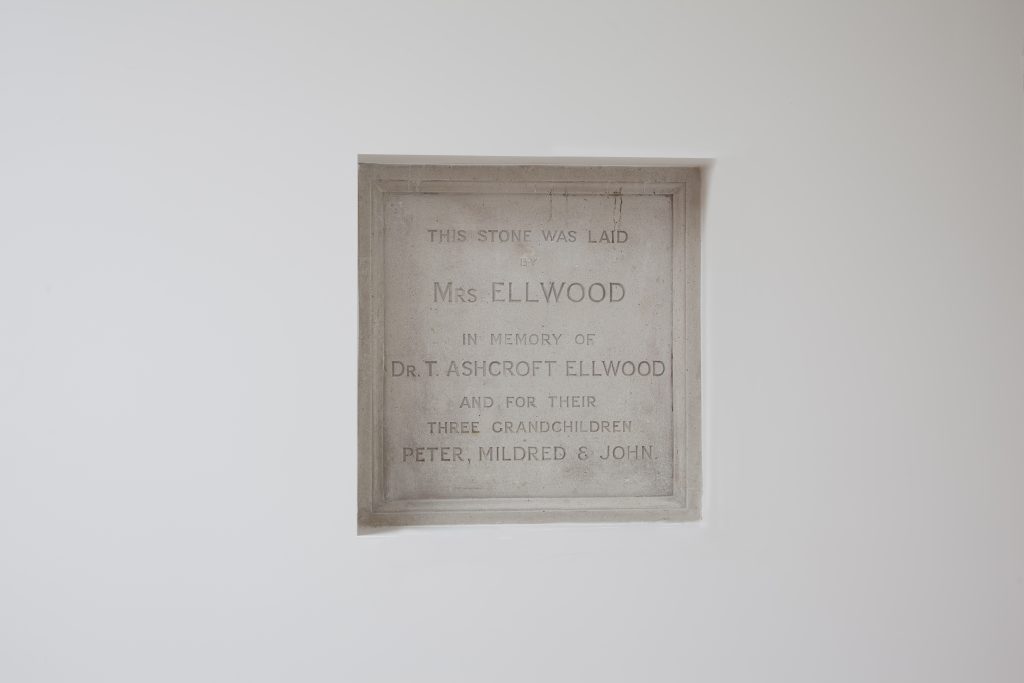 THIS STONE WAS LAID
BY
MRS ELLWOOD
IN MEMORY OF
DR. T. ASHCROFT ELLWOOD
AND FOR THEIR
THREE GRANDCHILDREN
PETER, MILDRED & JOHN.